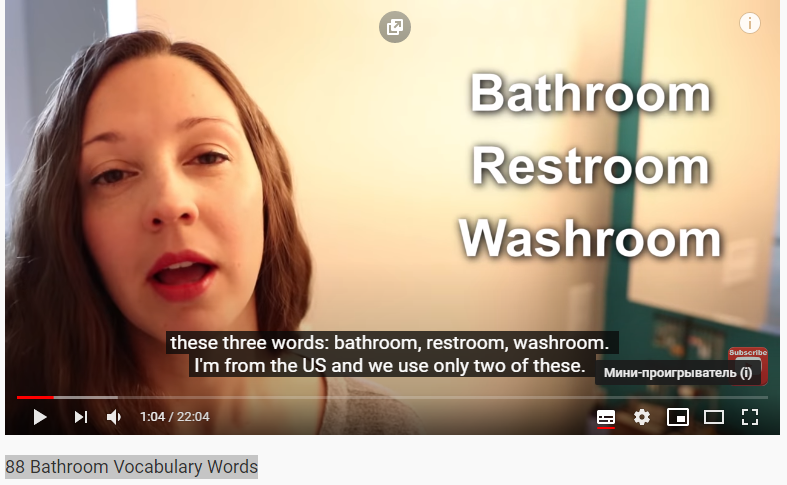 Bathroom
Restroom
Washroom
these three words: bathroom, restroom, washroom.
I'm from the US and we use only two of these.
Subscribe
Мини-проигрыватель (i)
1:04 / 22:04
88 Bathroom Vocabulary Words